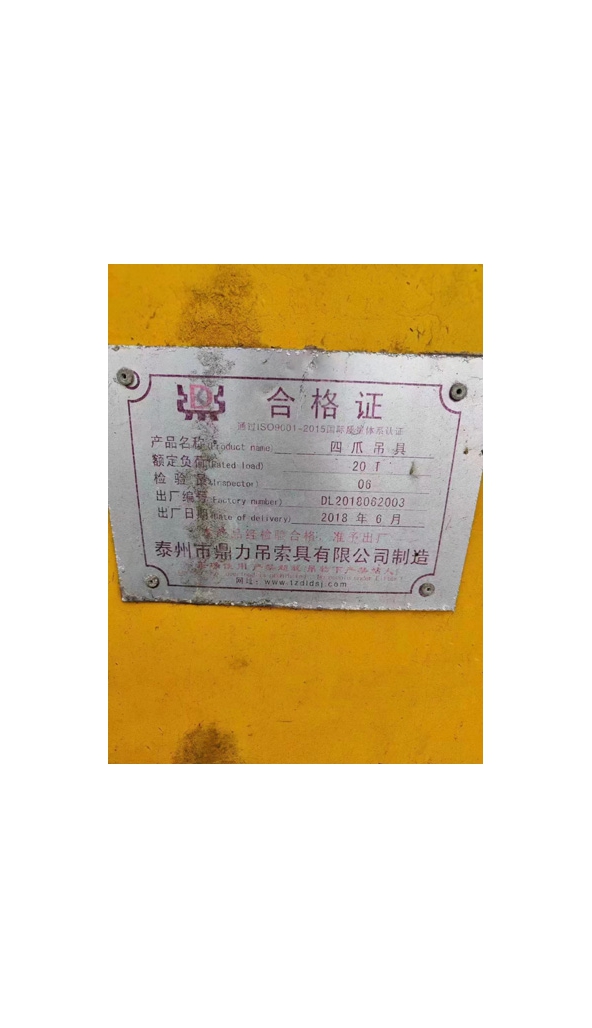 合格证
通过ISO9001-2015国际质量体系认证
产品名称(Product name) 四爪吊具
额定负荷(Rated load) 20 T
检验员(Inspector) 06
出厂编号(Factory number) DL2018062003
出厂日期(Date of delivery) 2018 年 6 月
本产品经检验合格，准予出厂
泰州市鼎力吊索具有限公司制造
网址：www.tzdldsj.com